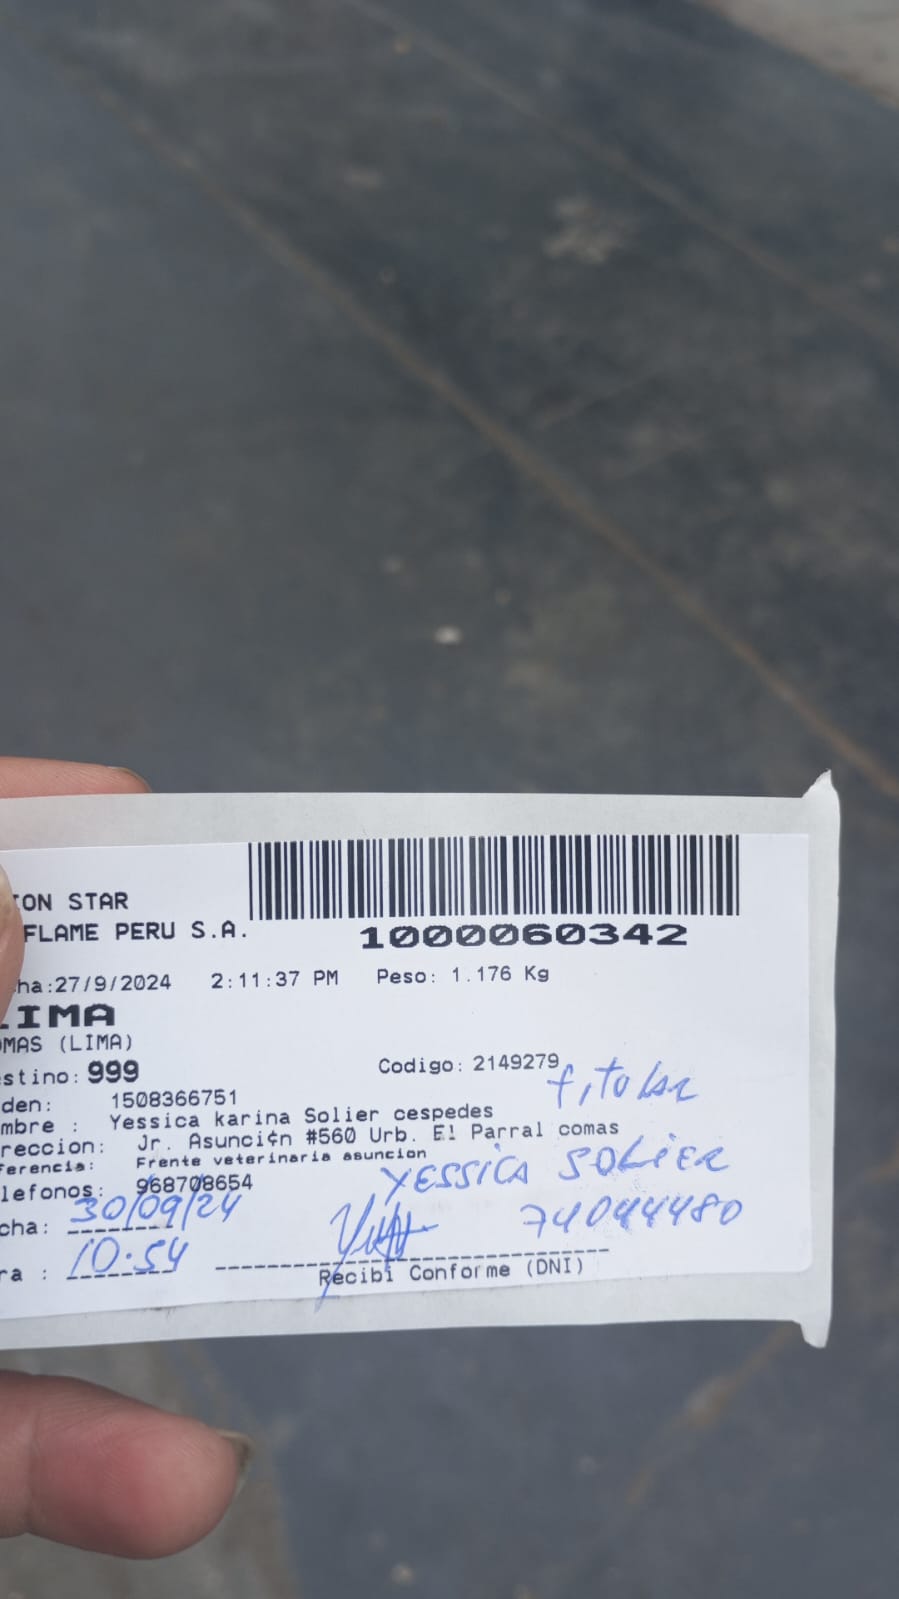 ON STAR
FLAME PERU S.A.
1000060342
ha:27/9/2024 2:11:37 PM Peso: 1.176 Kg
LIMA
OMAS (LIMA)
stino: 999 Codigo: 2149279
titular
den: 1508366751
mbre : Yessica karina Solier cespedes
reccion: Jr. Asunci¢n #560 Urb. El Parral comas
ferencia: Frente veterinaria asuncion
lefonos: 968708654
YESSICA SOLIER
cha: 30/09/24
74044480
ra : 10:54
Recibi Conforme (DNI)